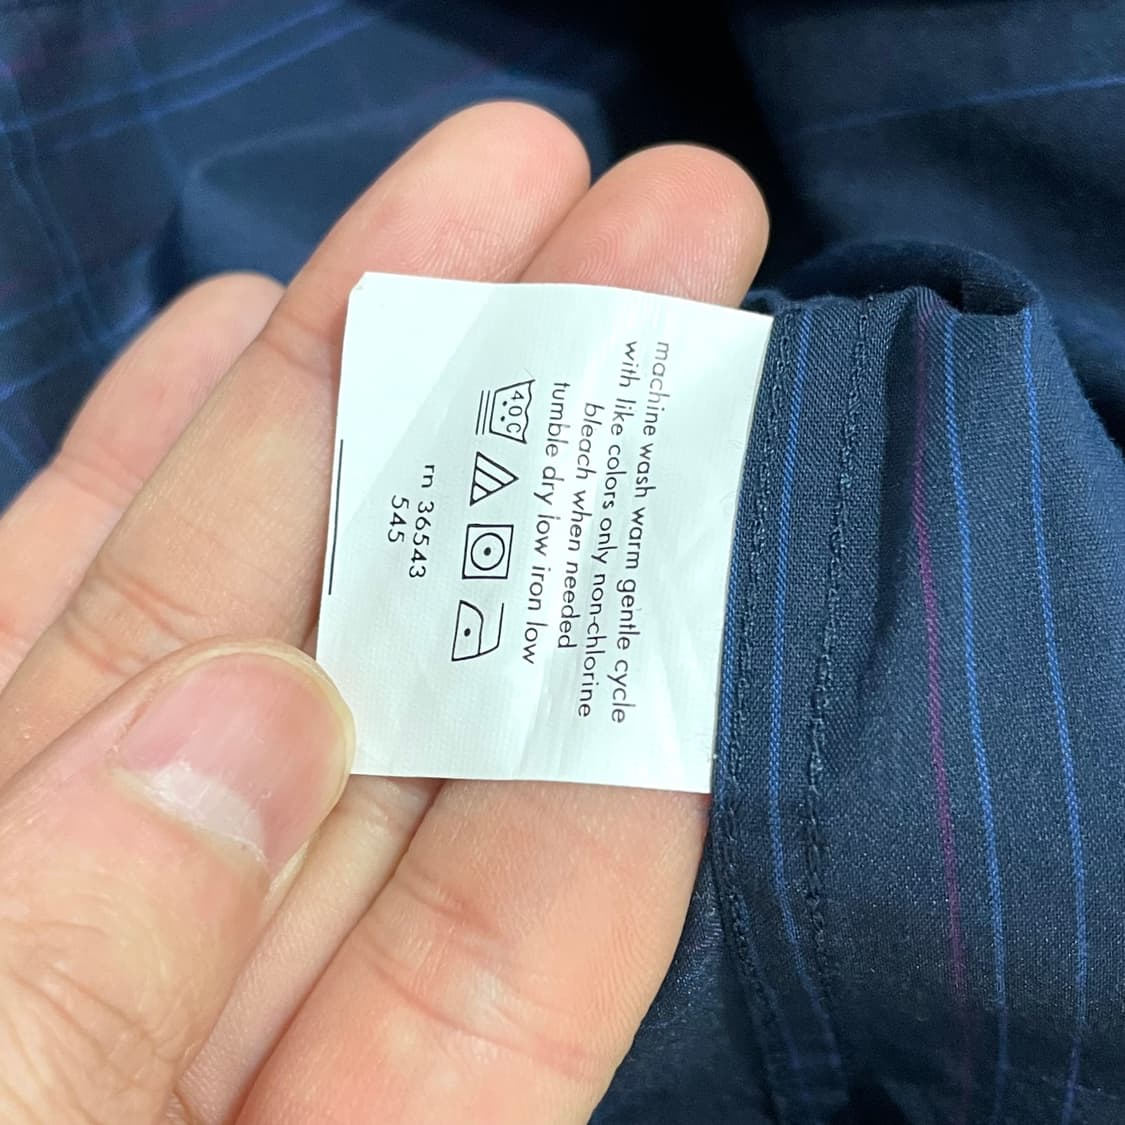 machine wash warm gentle cycle
with like colors only non-chlorine
bleach when needed
tumble dry low iron low
40C
rn 36543
545